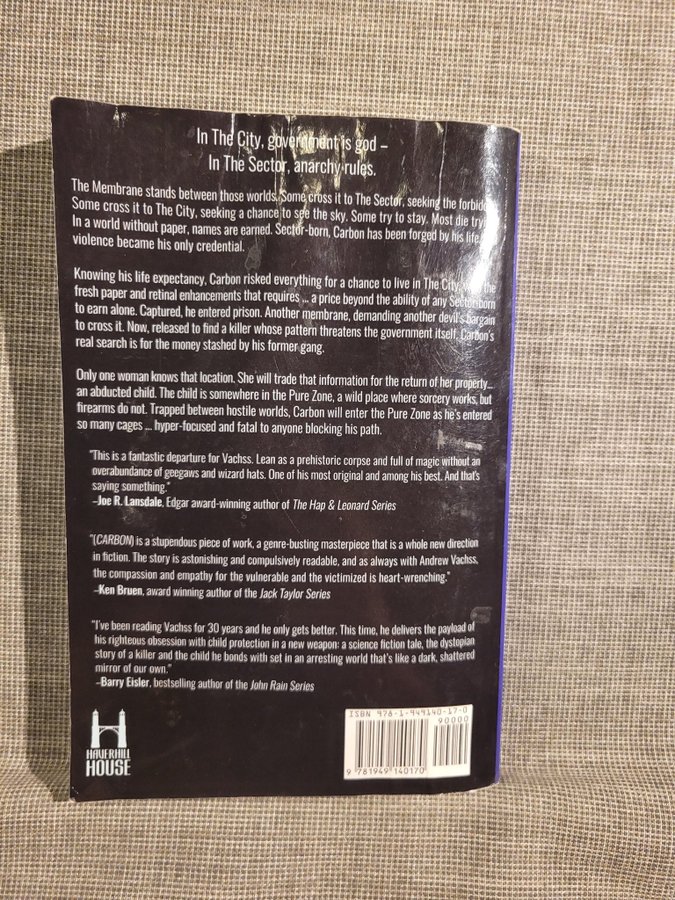 In The City, government is god –
In The Sector, anarchy rules.
The Membrane stands between those worlds. Some cross it to The Sector, seeking the
Some cross it to The City, seeking a chance to see the sky. Some try to stay. Most die
In a world without paper, names are earned. Sector-born, Carbon has been forged by his life,
violence became his only credential.
Knowing his life expectancy, Carbon risked everything for a chance to live in The City, the
fresh paper and retinal enhancements that requires ... a price beyond the ability of any
to earn alone. Captured, he entered prison. Another membrane, demanding another devil's bargain
to cross it. Now, released to find a killer whose pattern threatens the government itself, Carbon's
real search is for the money stashed by his former gang.
Only one woman knows that location. She will trade that information for the return of her property...
an abducted child. The child is somewhere in the Pure Zone, a wild place where sorcery works, but
firearms do not. Trapped between hostile worlds, Carbon will enter the Pure Zone as he's entered
so many cages ... hyper-focused and fatal to anyone blocking his path.
"This is a fantastic departure for Vachss. Lean as a prehistoric corpse and full of magic without an
overabundance of geegaws and wizard hats. One of his most original and among his best. And that's
saying something."
–Joe R. Lansdale, Edgar award-winning author of The Hap & Leonard Series
"[CARBON] is a stupendous piece of work, a genre-busting masterpiece that is a whole new direction
in fiction. The story is astonishing and compulsively readable, and as always with Andrew Vachss,
the compassion and empathy for the vulnerable and the victimized is heart-wrenching."
–Ken Bruen, award winning author of the Jack Taylor Series
"I've been reading Vachss for 30 years and he only gets better. This time, he delivers the payload of
his righteous obsession with child protection in a new weapon: a science fiction tale, the dystopian
story of a killer and the child he bonds with set in an arresting world that's like a dark, shattered
mirror of our own."
–Barry Eisler, bestselling author of the John Rain Series
HAVERHILL
HOUSE
ISBN 978-1-949140-17-0
90000
9 781949 140170